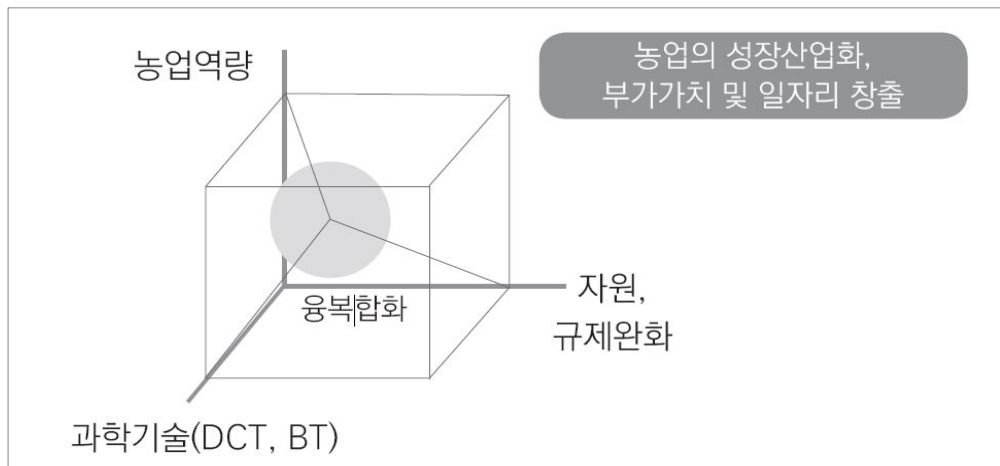 농업역량
농업의 성장산업화,
부가가치 및 일자리 창출
융복합화
자원,
규제완화
과학기술(DCT, BT)